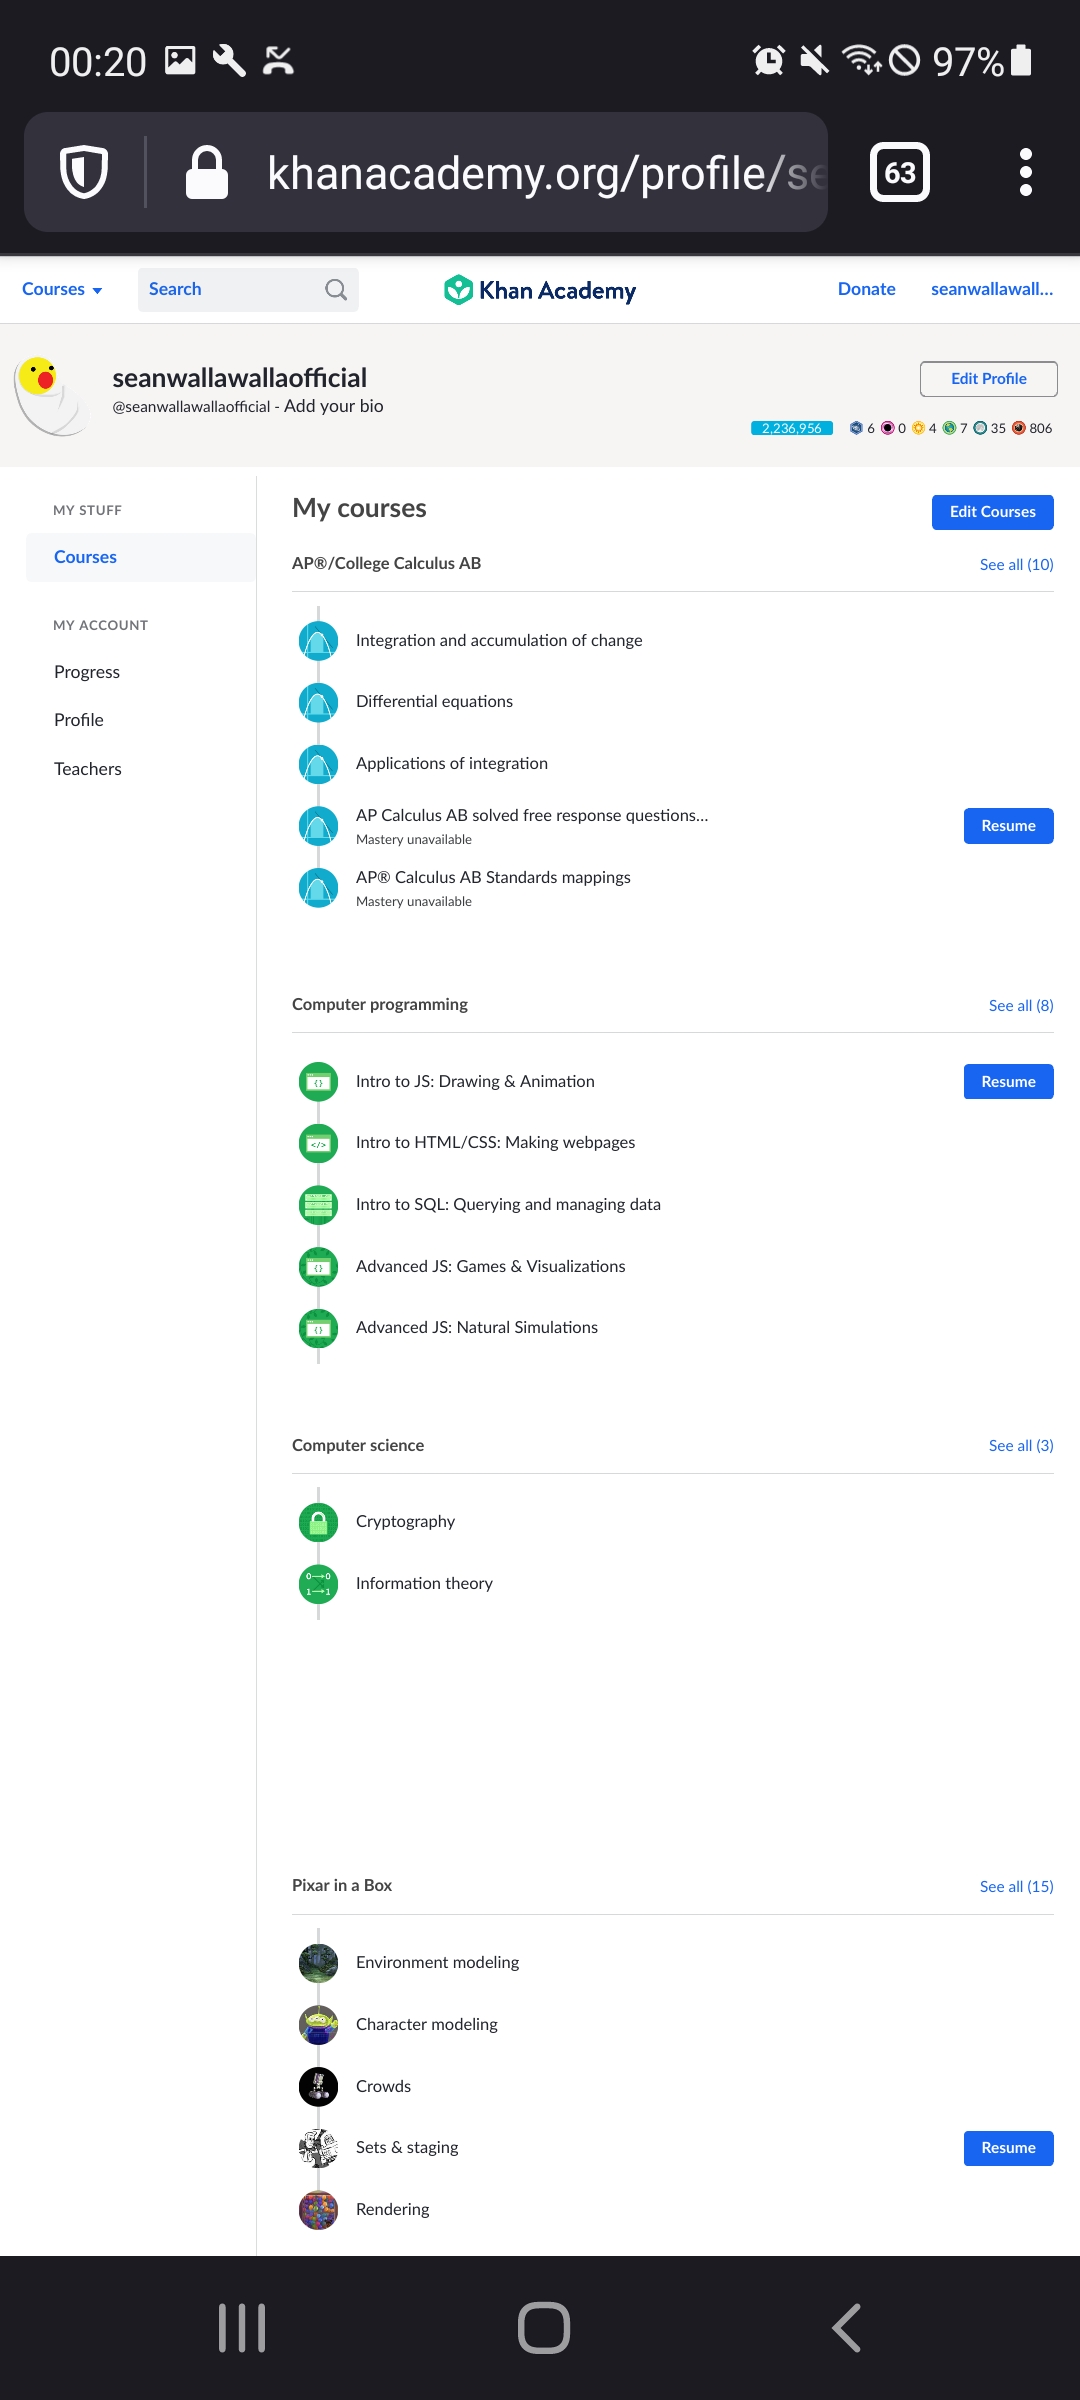 00:20
97%
khanacademy.org/profile/se
63
Courses
Search
Khan Academy
Donate
seanwallawall...
seanwallawallaofficial
@seanwallawallaofficial - Add your bio
Edit Profile
2,236,956 6 0 4 7 35 806
MY STUFF
Courses
MY ACCOUNT
Progress
Profile
Teachers
My courses
Edit Courses
AP®/College Calculus AB
See all (10)
Integration and accumulation of change
Differential equations
Applications of integration
AP Calculus AB solved free response questions...
Mastery unavailable
Resume
AP® Calculus AB Standards mappings
Mastery unavailable
Computer programming
See all (8)
Intro to JS: Drawing & Animation
Resume
Intro to HTML/CSS: Making webpages
Intro to SQL: Querying and managing data
Advanced JS: Games & Visualizations
Advanced JS: Natural Simulations
Computer science
See all (3)
Cryptography
Information theory
Pixar in a Box
See all (15)
Environment modeling
Character modeling
Crowds
Sets & staging
Resume
Rendering